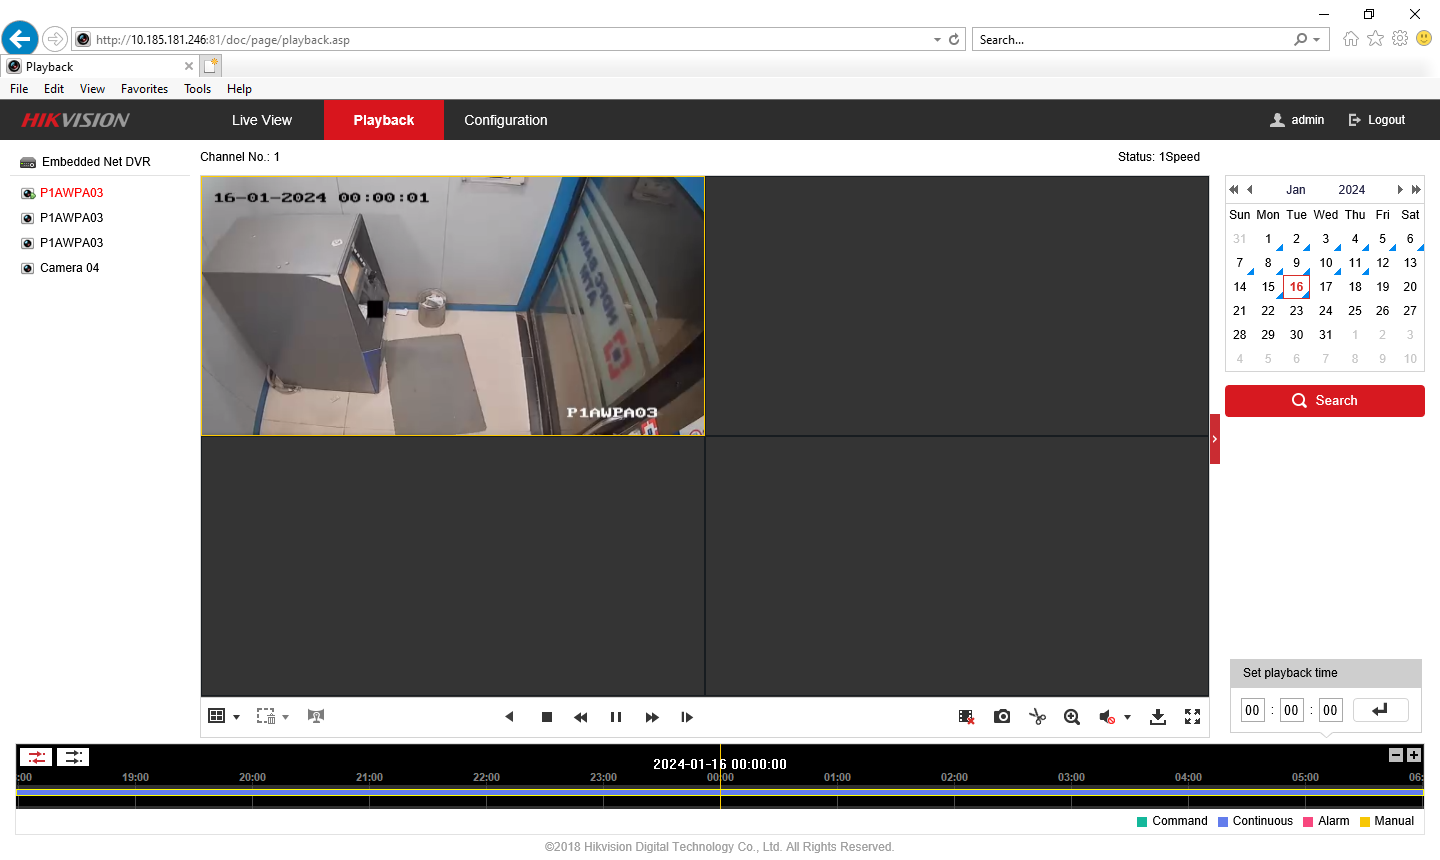 http://10.185.181.246:81/doc/page/playback.asp
Search...
Playback
File Edit View Favorites Tools Help
HIKVISION
Live View
Playback
Configuration
admin
Logout
Embedded Net DVR
P1AWPA03
P1AWPA03
P1AWPA03
Camera 04
Channel No.: 1
Status: 1Speed
16-01-2024 00:00:01
P1AWPA03
Jan 2024
Sun Mon Tue Wed Thu Fri Sat
31 1 2 3 4 5 6
7 8 9 10 11 12 13
14 15 16 17 18 19 20
21 22 23 24 25 26 27
28 29 30 31 1 2 3
4 5 6 7 8 9 10
Search
Set playback time
00 : 00 : 00
2024-01-16 00:00:00
:00 19:00 20:00 21:00 22:00 23:00 00:00 01:00 02:00 03:00 04:00 05:00 06:
Command Continuous Alarm Manual
©2018 Hikvision Digital Technology Co., Ltd. All Rights Reserved.